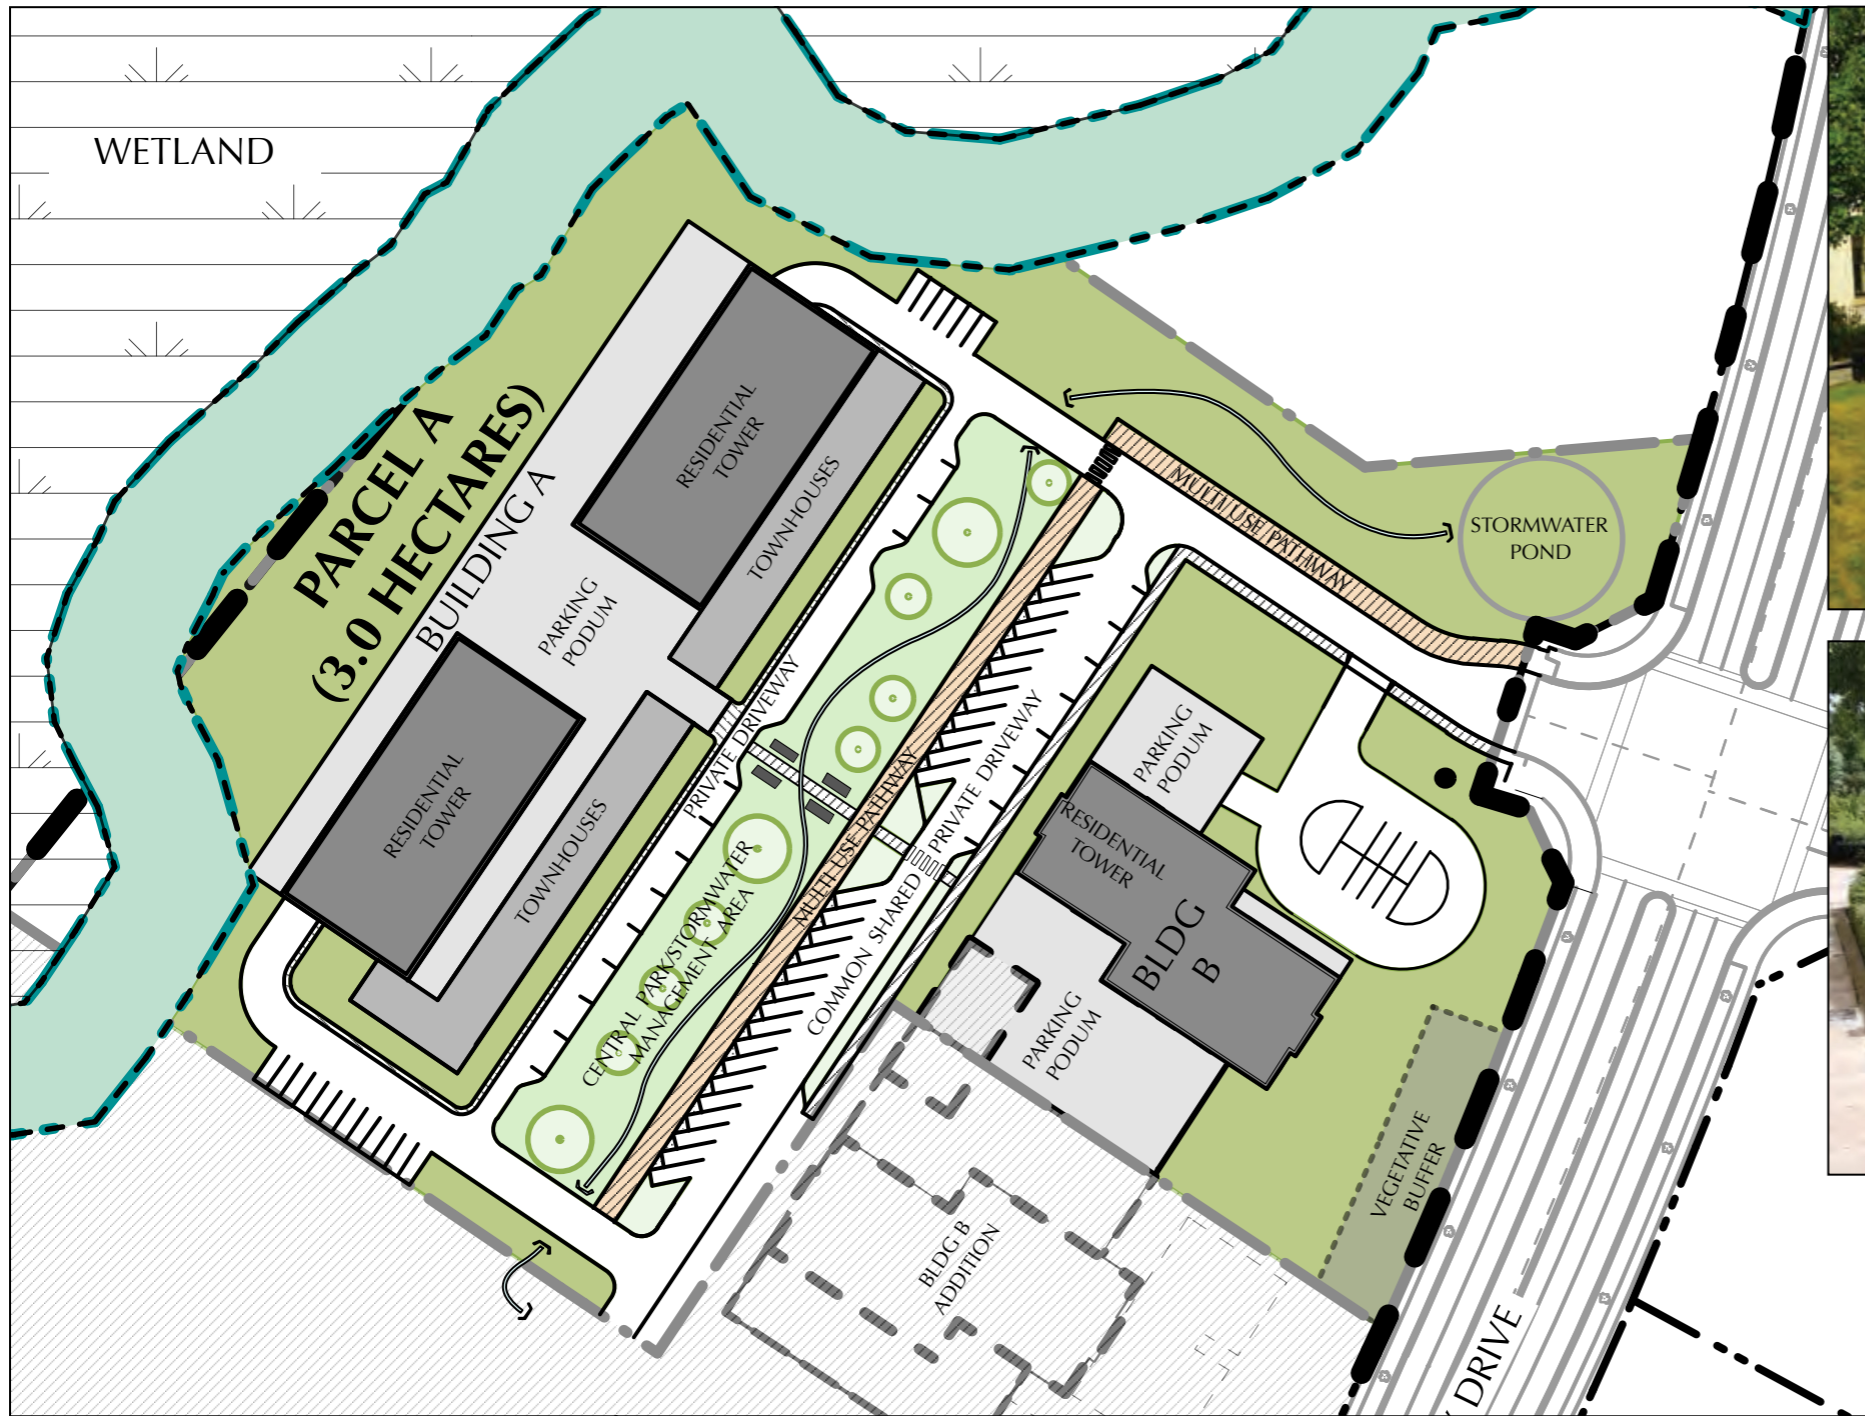 WETLAND
PARCEL A
(3.0 HECTARES)
BUILDING A
RESIDENTIAL
TOWER
TOWNHOUSES
PARKING
PODUM
RESIDENTIAL
TOWER
TOWNHOUSES
PRIVATE DRIVEWAY
CENTRAL PARK/STORMWATER
MANAGEMENT AREA
MULTI USE PATHWAY
COMMON SHARED PRIVATE DRIVEWAY
MULTI USE PATHWAY
STORMWATER
POND
PARKING
PODUM
RESIDENTIAL
TOWER
BLDG
B
PARKING
PODUM
BLDG B
ADDITION
VEGETATIVE
BUFFER
DRIVE